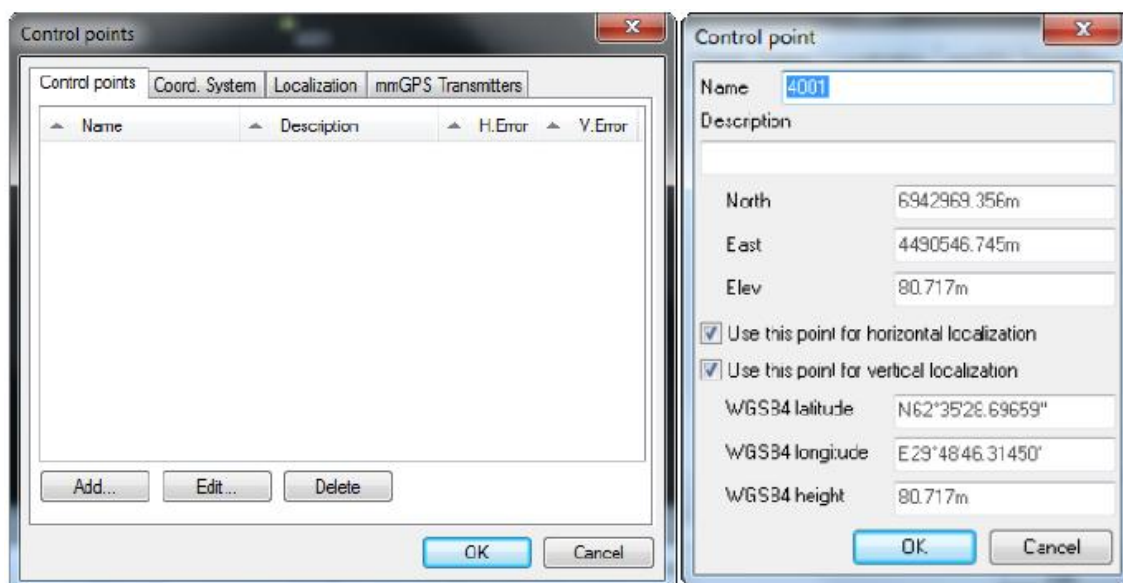 Control points
Control points Coord. System Localization mmGPS Transmitters
Name Description H.Error V.Error
Add... Edit... Delete
OK Cancel
Control point
Name 4001
Description
North 6942969.356m
East 4490546.745m
Elev 80.717m
Use this point for horizontal localization
Use this point for vertical localization
WGS84 latitude N62°35'28.69659"
WGS84 longitude E29°48'46.31450"
WGS84 height 80.717m
OK Cancel